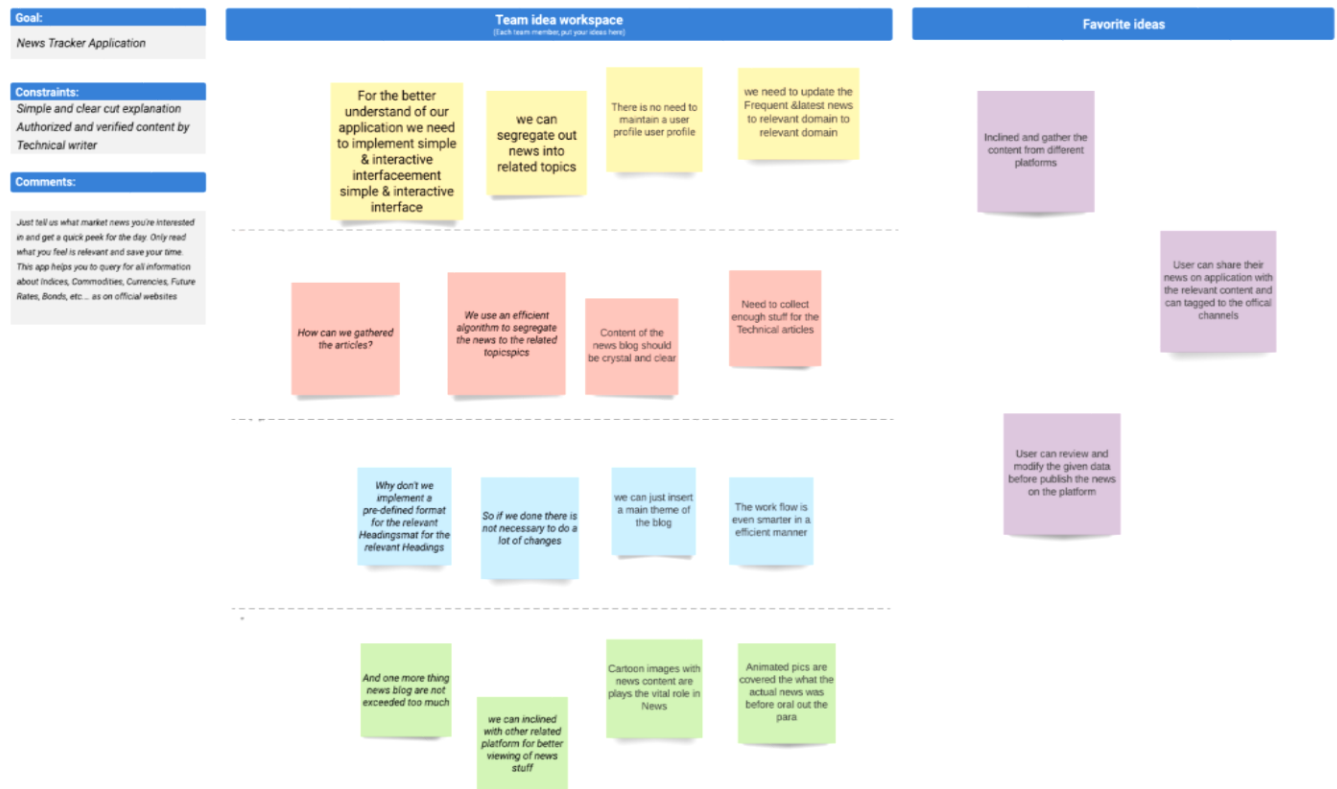 Goal:
News Tracker Application
Constraints:
Simple and clear cut explanation
Authorized and verified content by
Technical writer
Comments:
Just tell us what market news you're interested
in and get a quick peek for the day. Only read
what you feel is relevant and save your time.
This app helps you to query for all information
about Indices, Commodities, Currencies, Future
Rates, Bonds, etc... as on official websites
Team idea workspace
(Each team member, put your ideas here)
For the better
understand of our
application we need
to implement simple
& interactive
interfaceement
simple & interactive
interface
we can
segregate out
news into
related topics
There is no need to
maintain a user
profile user profile
we need to update the
Frequent &latest news
to relevant domain to
relevant domain
How can we gathered
the articles?
We use an efficient
algorithm to segregate
the news to the related
topicspics
Content of the
news blog should
be crystal and clear
Need to collect
enough stuff for the
Technical articles
Why don't we
implement a
pre-defined format
for the relevant
Headingsmat for the
relevant Headings
So if we done there is
not necessary to do a
lot of changes
we can just insert
a main theme of
the blog
The work flow is
even smarter in a
efficient manner
And one more thing
news blog are not
exceeded too much
we can inclined
with other related
platform for better
viewing of news
stuff
Cartoon images with
news content are
plays the vital role in
News
Animated pics are
covered the what the
actual news was
before oral out the
para
Favorite ideas
Inclined and gather the
content from different
platforms
User can share their
news on application with
the relevant content and
can tagged to the offical
channels
User can review and
modify the given data
before publish the news
on the platform